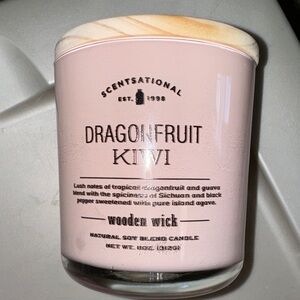 SCENTSATIONAL
EST. 1998
DRAGONFRUIT
KIWI
Lush notes of tropical dragonfruit and guava
blend with the spiciness of Sichuan and black
pepper sweetened with pure island agave.
wooden wick
NATURAL SOY BLEND CANDLE
NET WT. 11OZ. (312G)